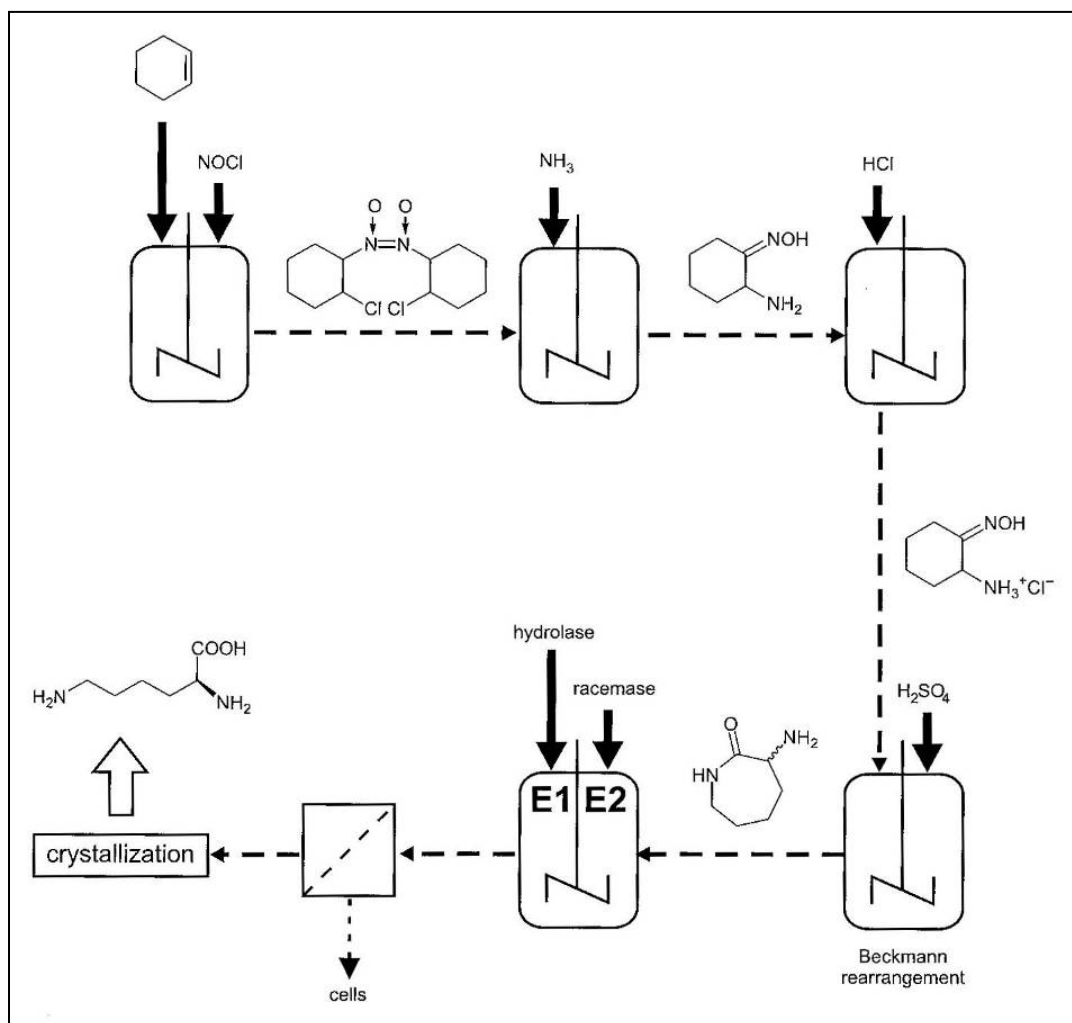 NOCl
O O
N=N
Cl Cl
NH3
NOH
NH2
HCl
NOH
NH3+Cl−
H2SO4
Beckmann
rearrangement
O
NH2
HN
hydrolase
racemase
E1 E2
cells
crystallization
COOH
H2N
NH2